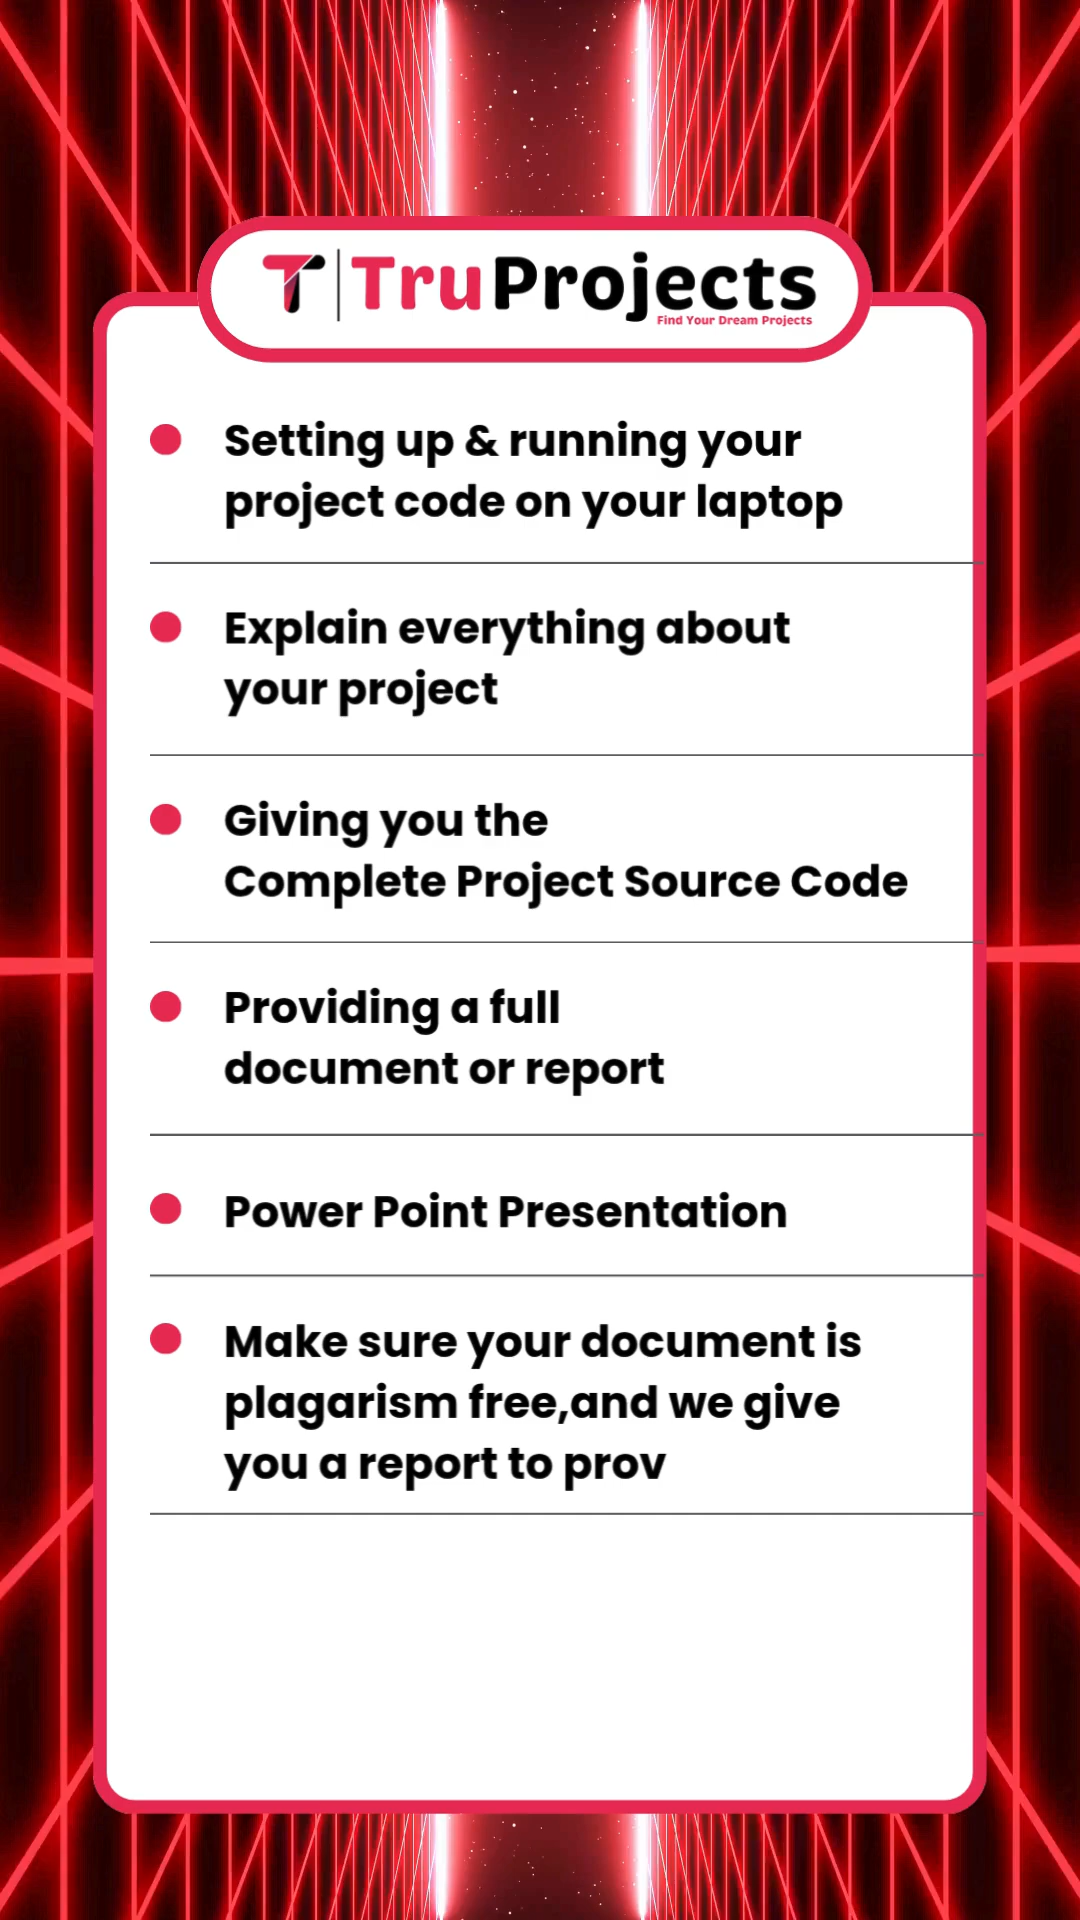 TruProjects
Find Your Dream Projects
Setting up & running your
project code on your laptop
Explain everything about
your project
Giving you the
Complete Project Source Code
Providing a full
document or report
Power Point Presentation
Make sure your document is
plagarism free,and we give
you a report to prov